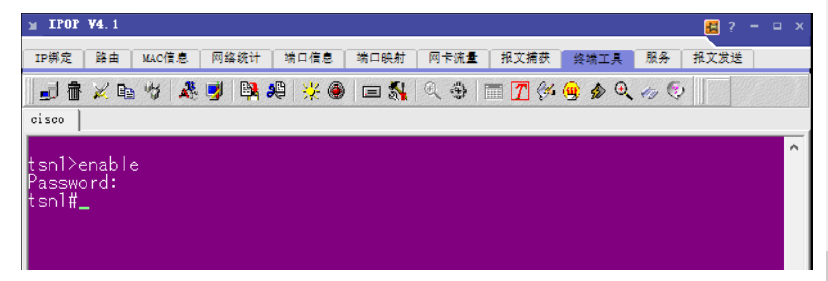 IPOP V4.1
IP绑定 路由 MAC信息 网络统计 端口信息 端口映射 网卡流量 报文捕获 终端工具 服务 报文发送
cisco
tsn1>enable
Password:
tsn1#_